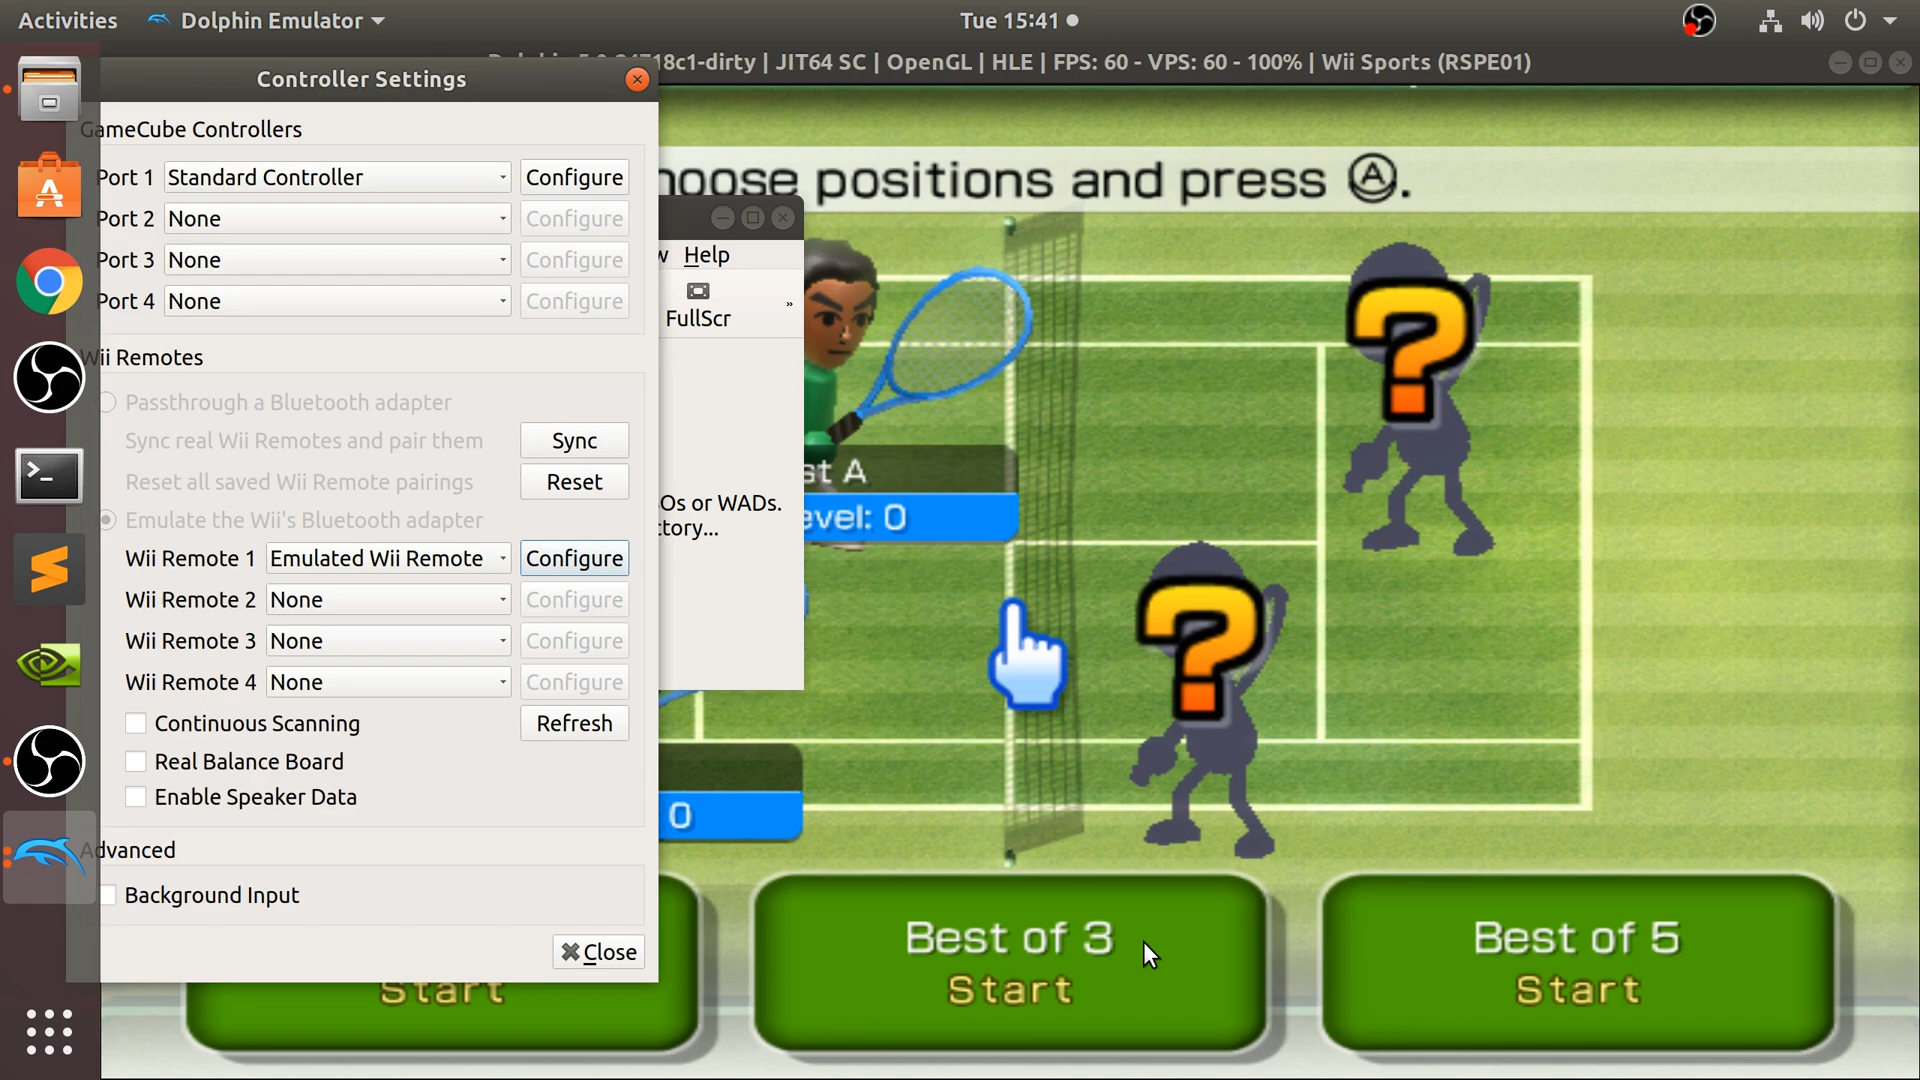 Activities
Dolphin Emulator
Tue 15:41
18c1-dirty | JIT64 SC | OpenGL | HLE | FPS: 60 - VPS: 60 - 100% | Wii Sports (RSPE01)
Controller Settings
GameCube Controllers
Port 1 Standard Controller Configure
Port 2 None Configure
Port 3 None Configure
Port 4 None Configure
Wii Remotes
Passthrough a Bluetooth adapter
Sync real Wii Remotes and pair them Sync
Reset all saved Wii Remote pairings Reset
Emulate the Wii's Bluetooth adapter
Wii Remote 1 Emulated Wii Remote Configure
Wii Remote 2 None Configure
Wii Remote 3 None Configure
Wii Remote 4 None Configure
Continuous Scanning Refresh
Real Balance Board
Enable Speaker Data
Advanced
Background Input
Close
w Help
FullScr
Os or WADs.
ctory...
hoose positions and press A.
st A
evel: 0
0
?
?
Start
Best of 3
Start
Best of 5
Start